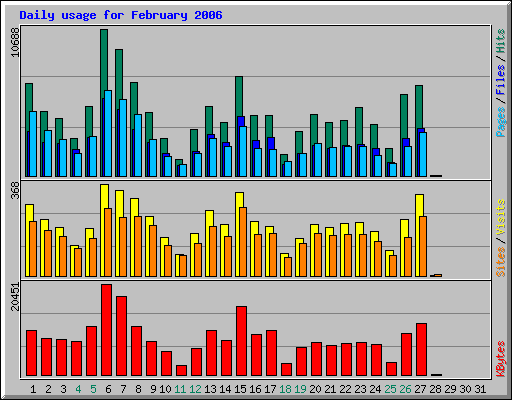 Daily usage for February 2006
10688
Pages / Files / Hits
368
Sites / Visits
20451
KBytes
1 2 3 4 5 6 7 8 9 10 11 12 13 14 15 16 17 18 19 20 21 22 23 24 25 26 27 28 29 30 31